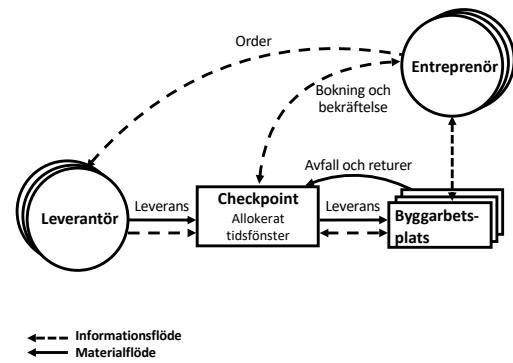 Order
Entreprenör
Bokning och
bekräftelse
Avfall och returer
Leverantör
Leverans
Checkpoint
Allokerat
tidsfönster
Leverans
Byggarbets-
plats
Informationsflöde
Materialflöde